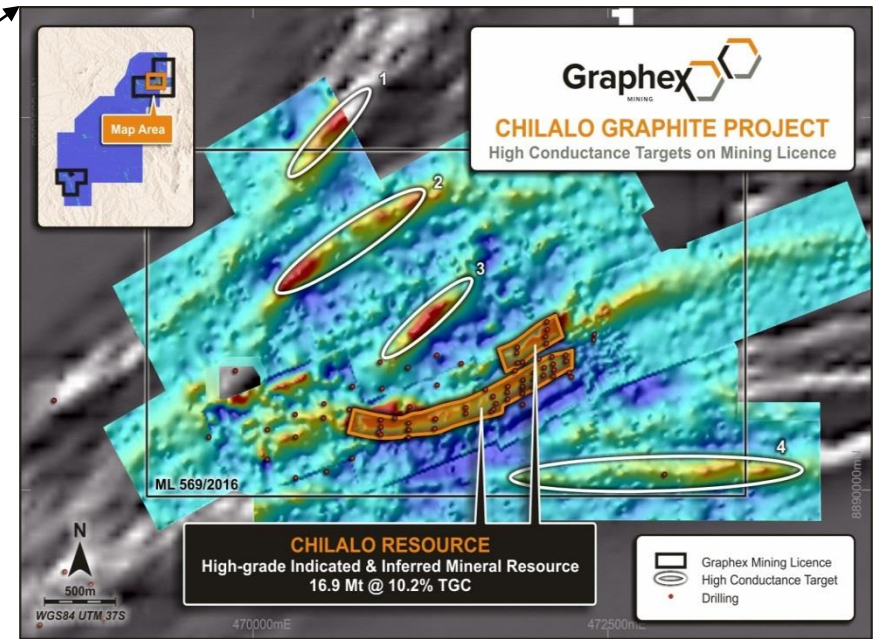 Graphex
MINING
CHILALO GRAPHITE PROJECT
High Conductance Targets on Mining Licence
Map Area
1
2
3
4
ML 569/2016
8890000mN
CHILALO RESOURCE
High-grade Indicated & Inferred Mineral Resource
16.9 Mt @ 10.2% TGC
N
500m
WGS84 UTM 37S
Graphex Mining Licence
High Conductance Target
Drilling
470000mE
472500mE